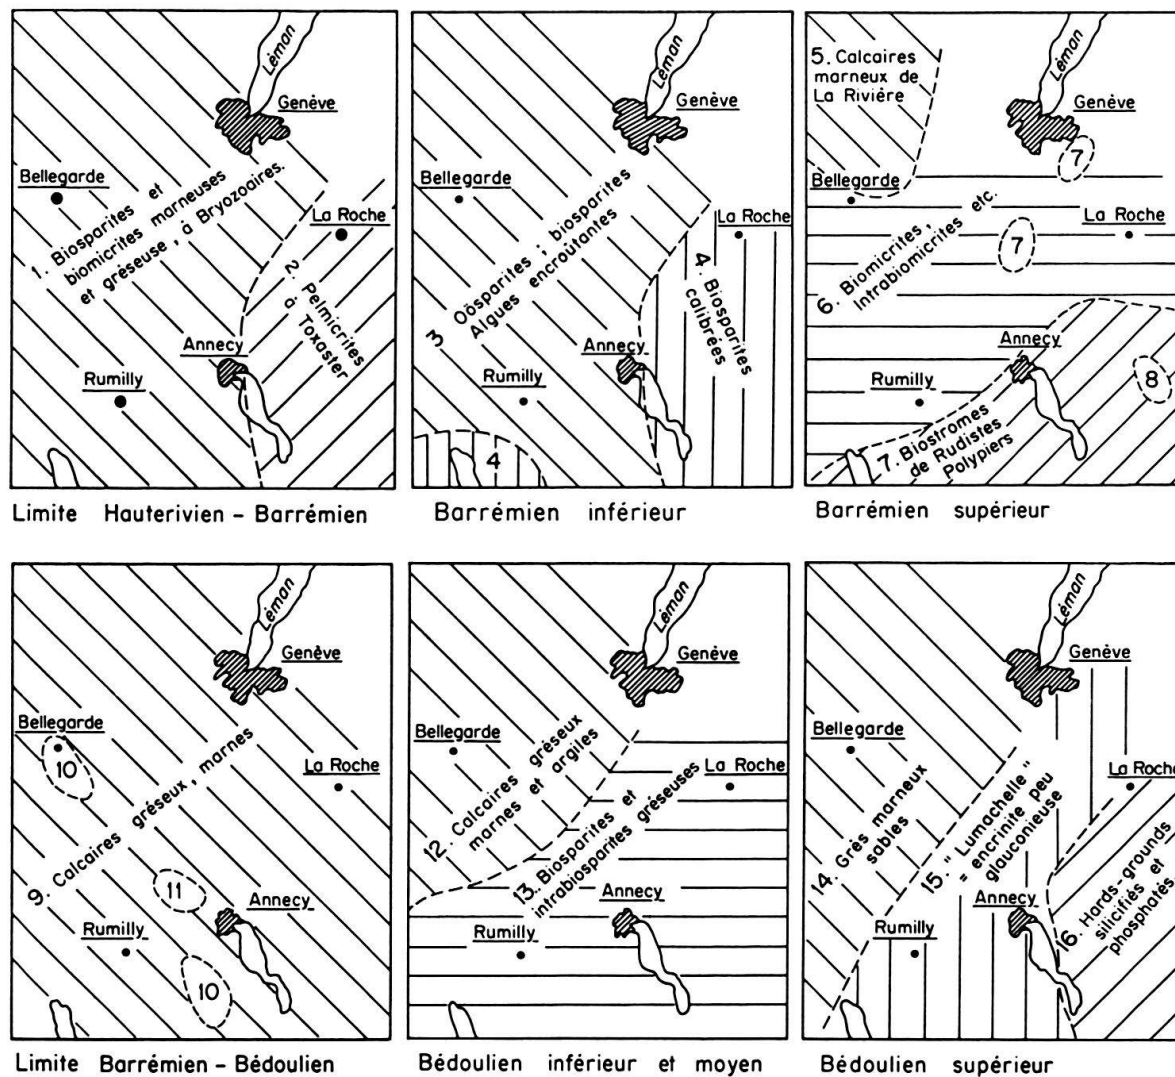 Léman
Genève
Bellegarde
1. Biosparites et
biomicrites marneuses
et gréseuse, à Bryozoaires.
La Roche
2. Pelmicrites
à Toxaster
Annecy
Rumilly
Limite Hauterivien - Barrémien
Léman
Genève
Bellegarde
La Roche
3. Oösparites ; biosparites
Algues encroûtantes
4. Biosparites
calibrées
Annecy
Rumilly
4
Barrémien inférieur
5. Calcaires
marneux de
La Rivière
Léman
Genève
7
Bellegarde
La Roche
7
6. Biomicrites,
Intrabiomicrites etc.
Annecy
8
Rumilly
7. Biostromes
de Rudistes
Polypiers
Barrémien supérieur
Léman
Genève
Bellegarde
10
La Roche
9. Calcaires gréseux, marnes
11
Annecy
Rumilly
10
Limite Barrémien - Bédoulien
Léman
Genève
Bellegarde
La Roche
12. Calcaires gréseux
marnes et argiles
13. Biosparites et
intrabiosparites gréseuses
Annecy
Rumilly
Bédoulien inférieur et moyen
Léman
Genève
Bellegarde
La Roche
14. Grès marneux
sables
15. " Lumachelle "
= encrinite peu
glauconieuse
Annecy
Rumilly
16. Hards-grounds
silicifiés et
phosphatés
Bédoulien supérieur